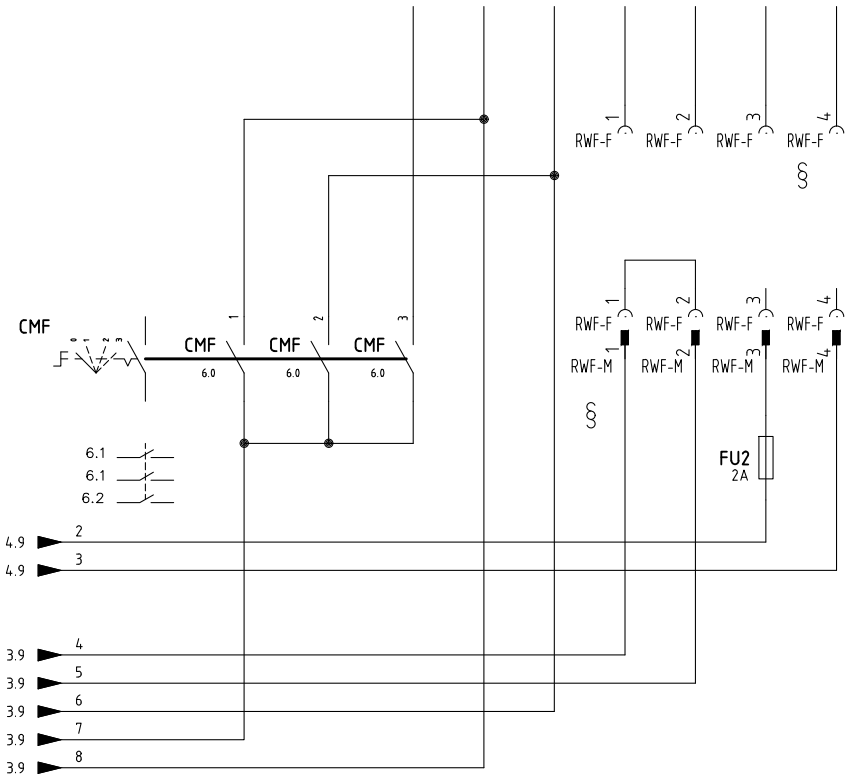 1 2 3 4
RWF-F RWF-F RWF-F RWF-F
§
CMF
0 1 2 3
1 2 3
CMF CMF CMF
6.0 6.0 6.0
1 2 3 4
RWF-F RWF-F RWF-F RWF-F
1 2 3 4
RWF-M RWF-M RWF-M RWF-M
§
6.1
6.1
6.2
FU2
2A
4.9 2
4.9 3
3.9 4
3.9 5
3.9 6
3.9 7
3.9 8